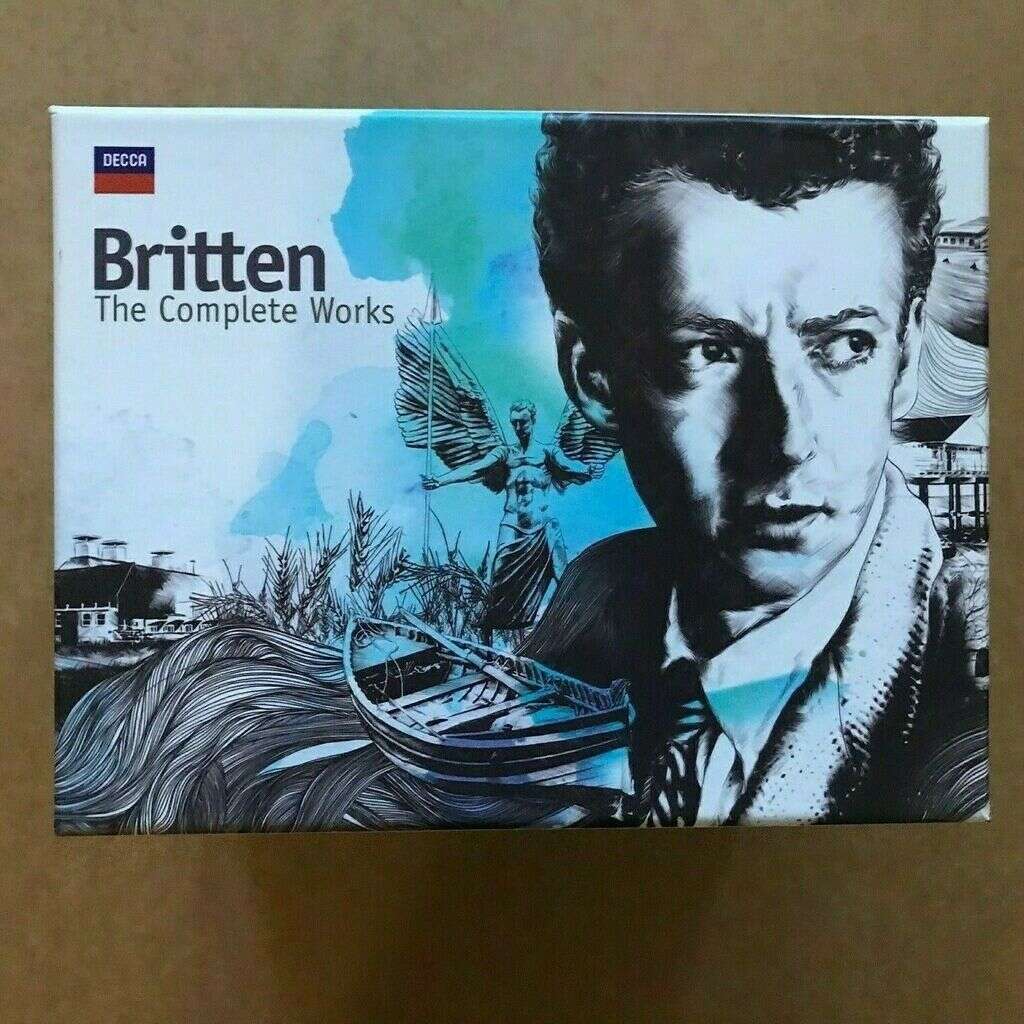 DECCA
Britten
The Complete Works